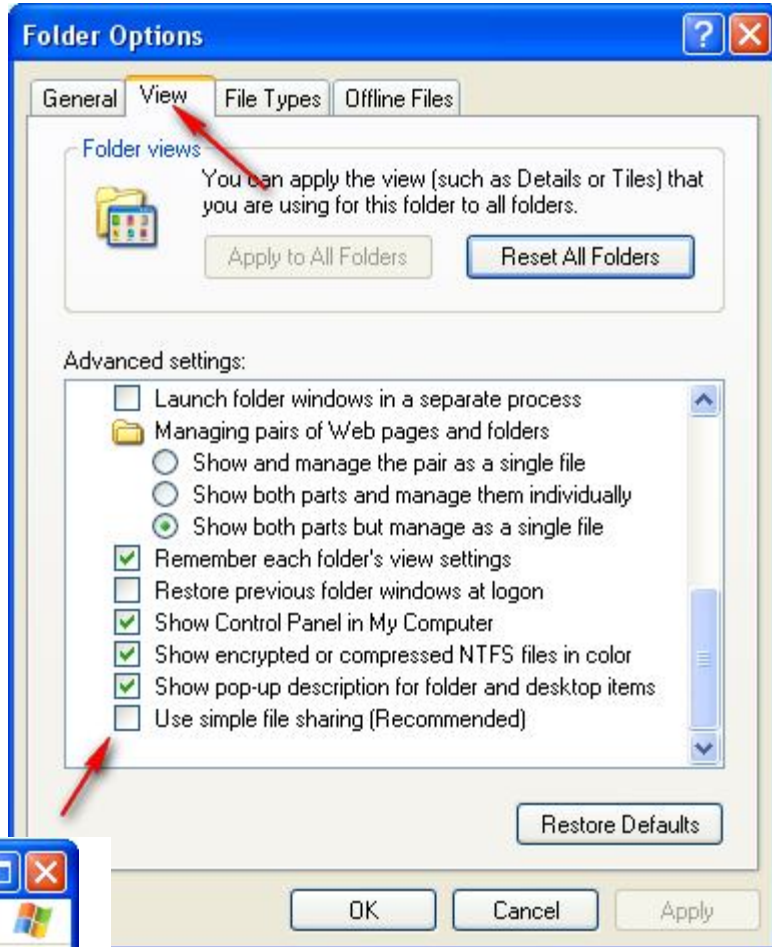 Folder Options
General View File Types Offline Files
Folder views
You can apply the view (such as Details or Tiles) that
you are using for this folder to all folders.
Apply to All Folders Reset All Folders
Advanced settings:
Launch folder windows in a separate process
Managing pairs of Web pages and folders
Show and manage the pair as a single file
Show both parts and manage them individually
Show both parts but manage as a single file
Remember each folder's view settings
Restore previous folder windows at logon
Show Control Panel in My Computer
Show encrypted or compressed NTFS files in color
Show pop-up description for folder and desktop items
Use simple file sharing (Recommended)
Restore Defaults
OK Cancel Apply